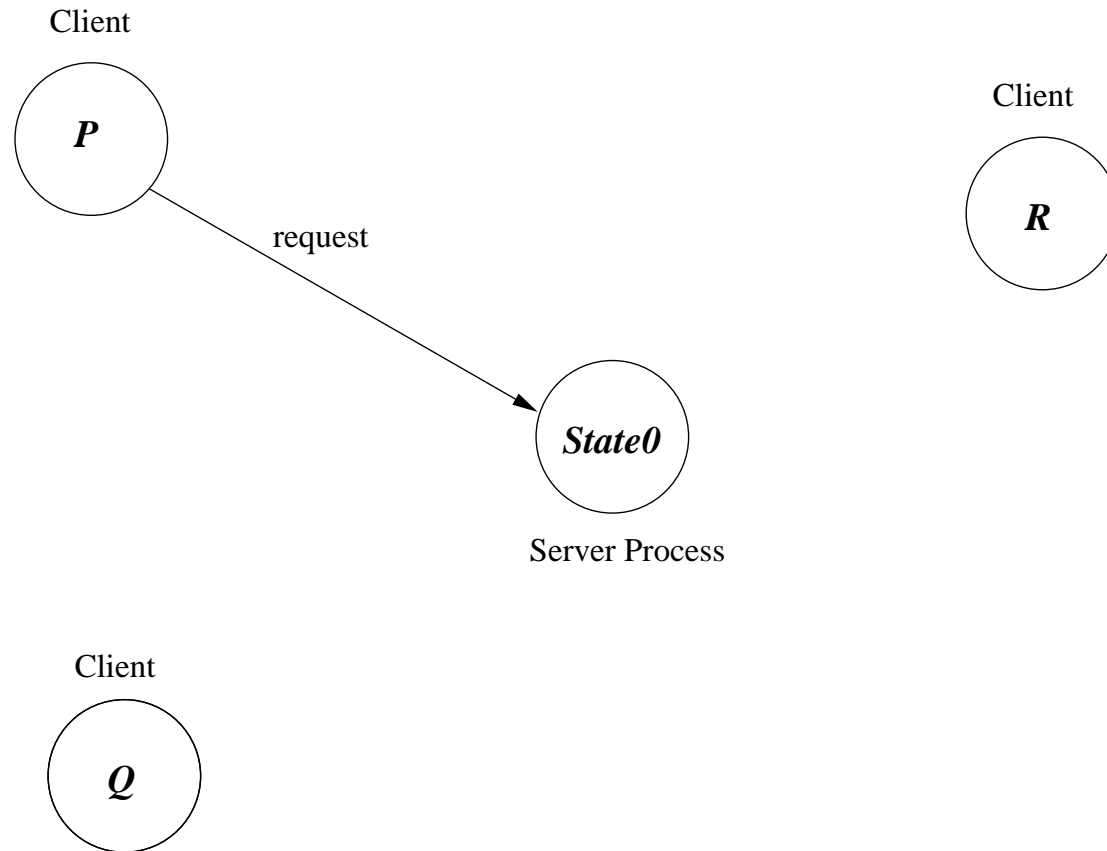 Client
P
Client
R
request
State0
Server Process
Client
Q